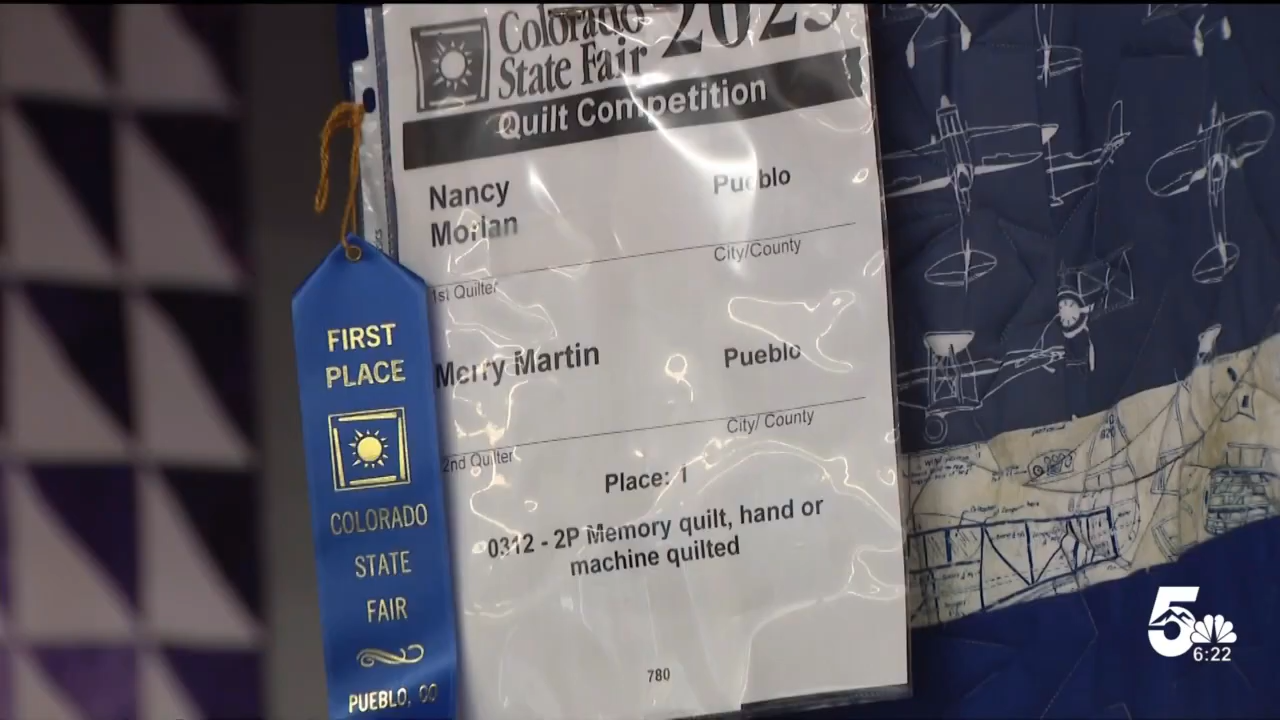 Colorado
State Fair
2023
Quilt Competition
Nancy
Morlan
Pueblo
1st Quilter
City/County
Merry Martin
Pueblo
2nd Quilter
City/ County
Place: 1
0312 - 2P Memory quilt, hand or
machine quilted
780
FIRST
PLACE
COLORADO
STATE
FAIR
PUEBLO, CO
5
6:22